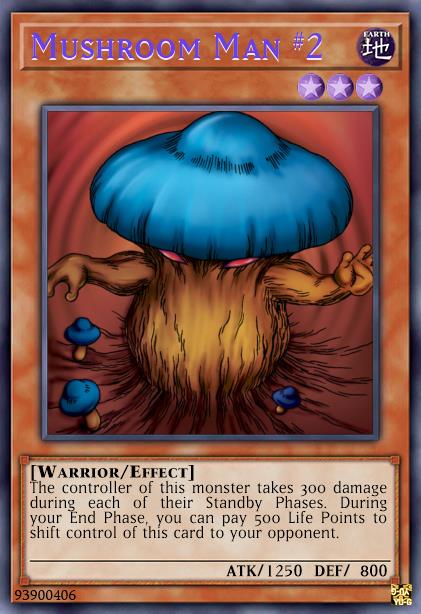 Mushroom Man #2
EARTH
地
[Warrior/Effect]
The controller of this monster takes 300 damage
during each of their Standby Phases. During
your End Phase, you can pay 500 Life Points to
shift control of this card to your opponent.
ATK/1250 DEF/ 800
93900406